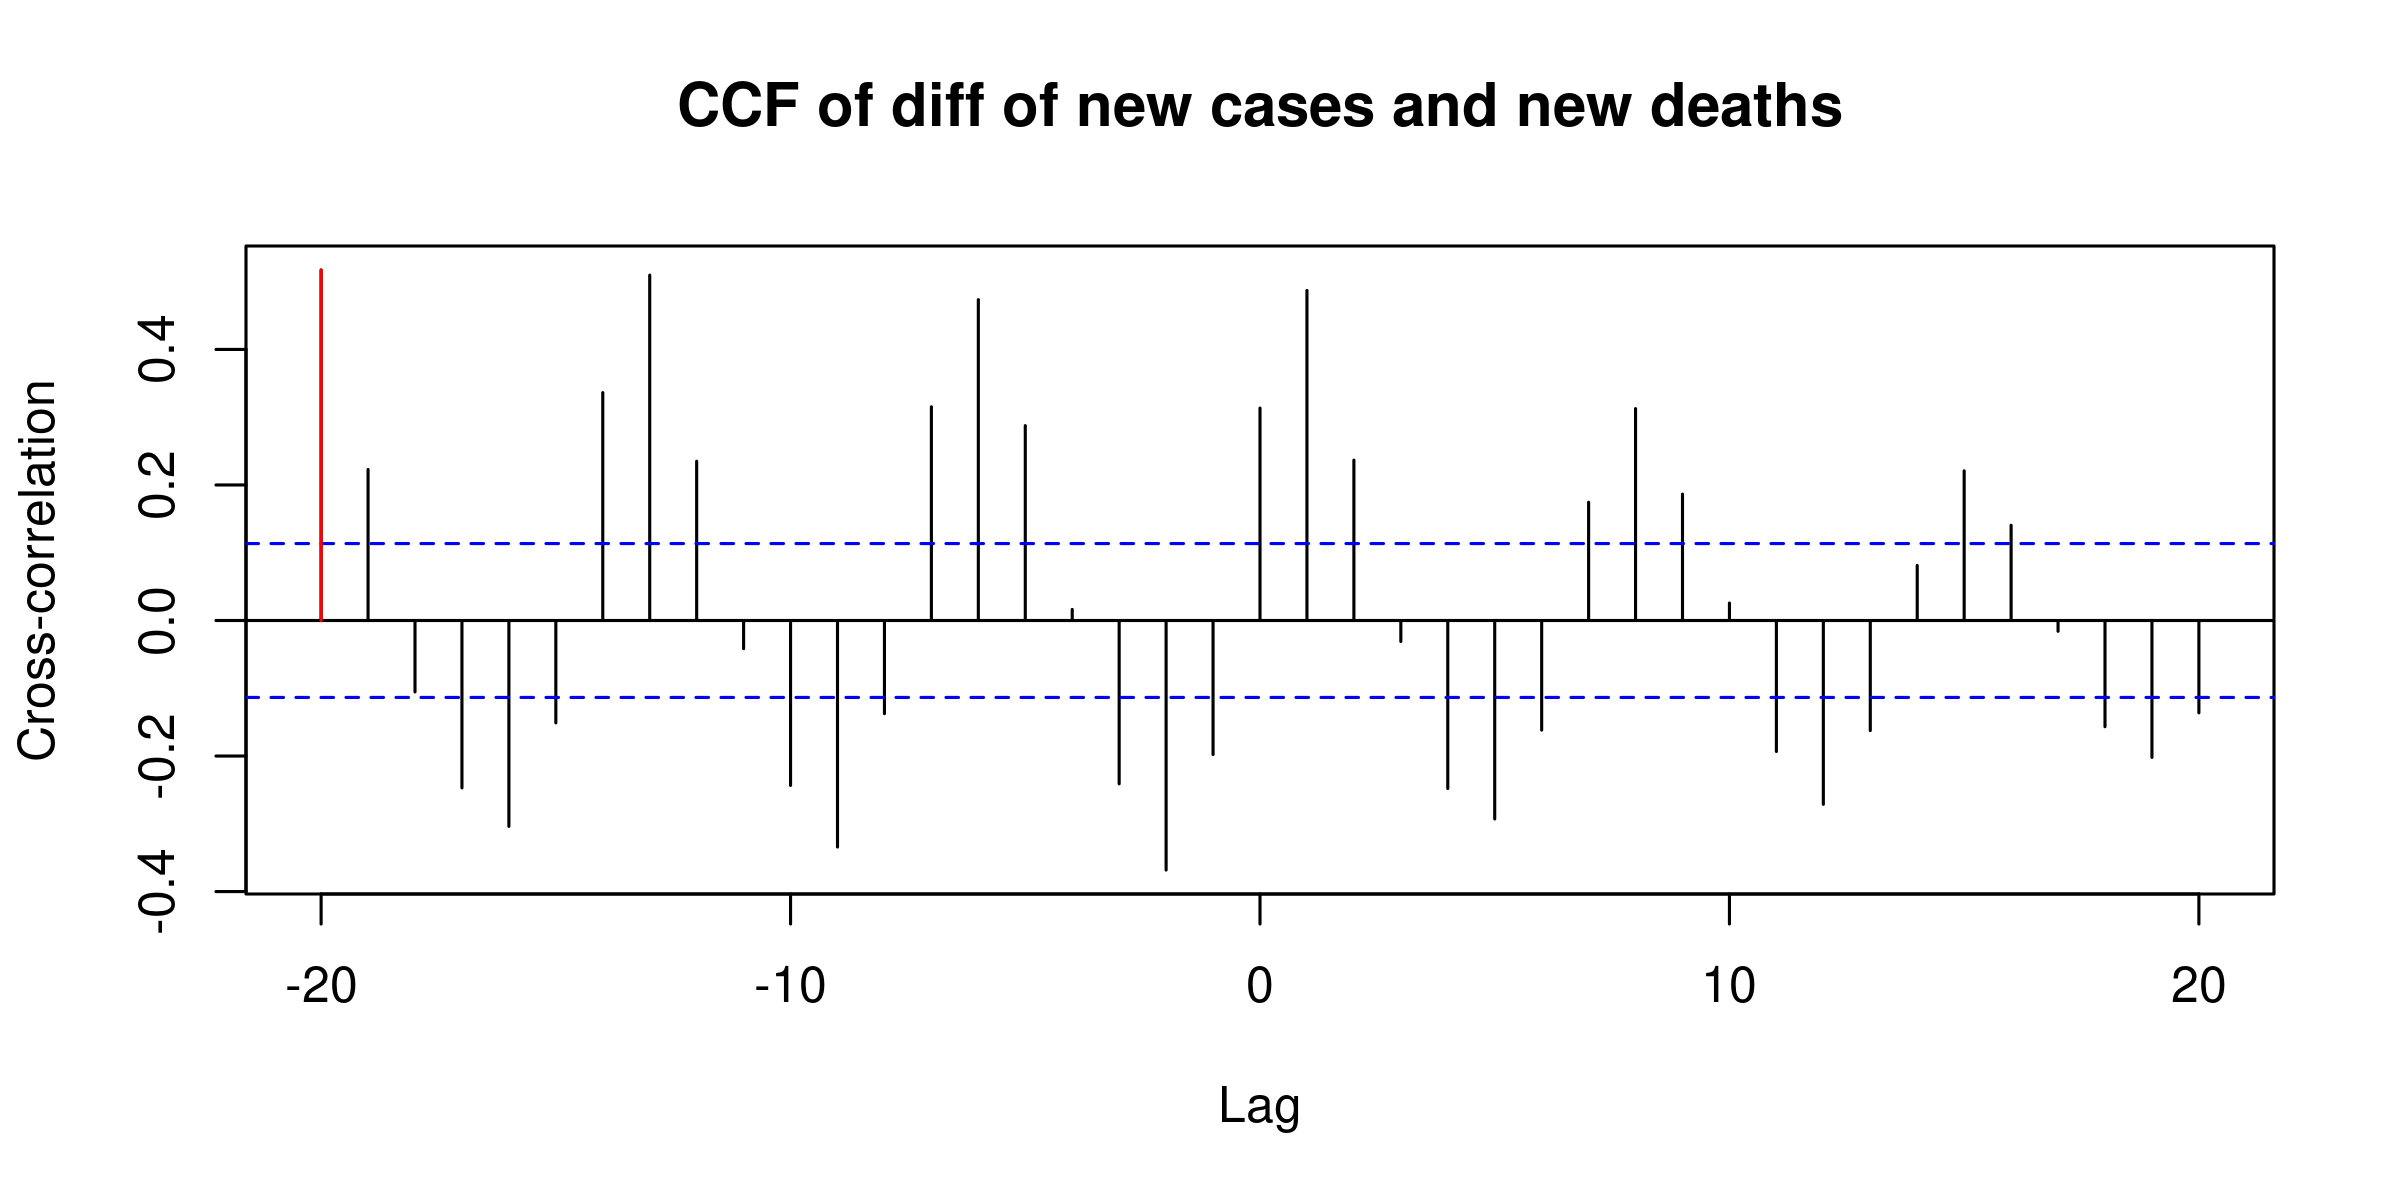 CCF of diff of new cases and new deaths
Cross-correlation
0.4
0.2
0.0
-0.2
-0.4
-20 -10 0 10 20
Lag